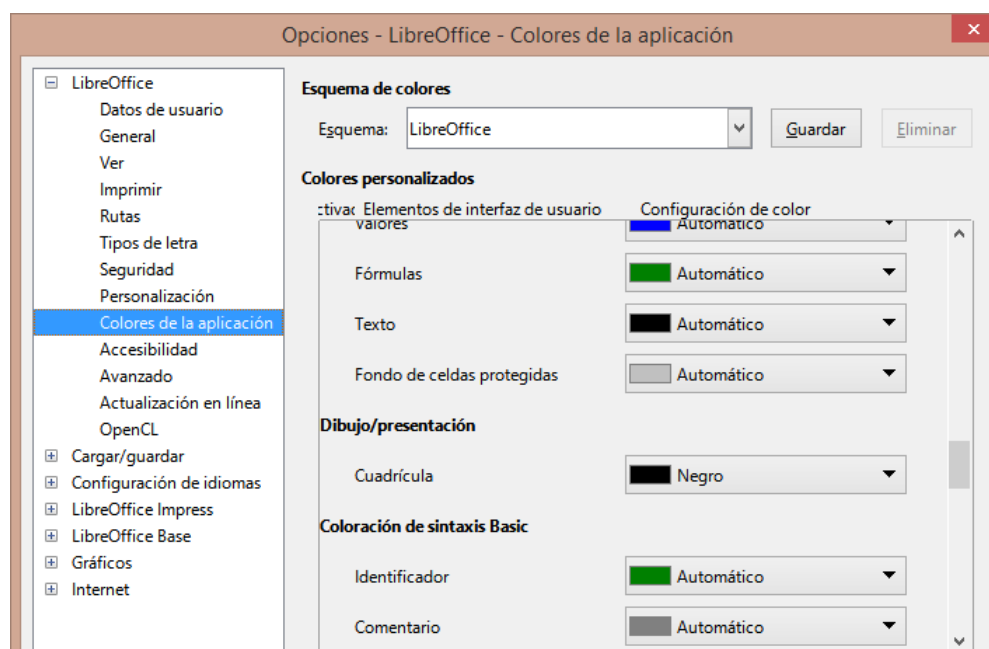 Opciones - LibreOffice - Colores de la aplicación
LibreOffice
Datos de usuario
General
Ver
Imprimir
Rutas
Tipos de letra
Seguridad
Personalización
Colores de la aplicación
Accesibilidad
Avanzado
Actualización en línea
OpenCL
Cargar/guardar
Configuración de idiomas
LibreOffice Impress
LibreOffice Base
Gráficos
Internet
Esquema de colores
Esquema: LibreOffice Guardar Eliminar
Colores personalizados
ctivac Elementos de interfaz de usuario Configuración de color
Valores Automático
Fórmulas Automático
Texto Automático
Fondo de celdas protegidas Automático
Dibujo/presentación
Cuadrícula Negro
Coloración de sintaxis Basic
Identificador Automático
Comentario Automático